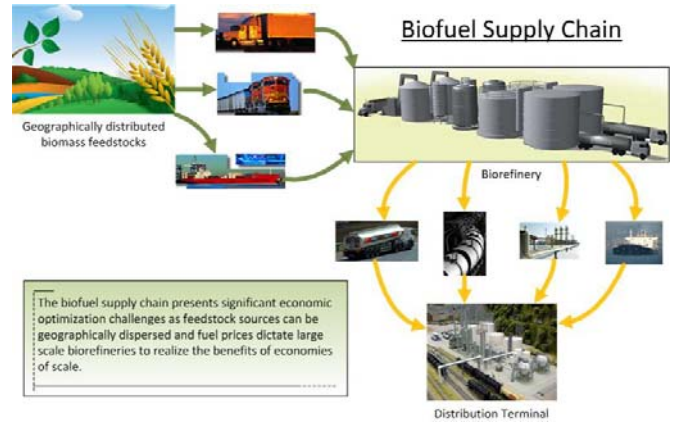 Biofuel Supply Chain
Geographically distributed
biomass feedstocks
Biorefinery
The biofuel supply chain presents significant economic
optimization challenges as feedstock sources can be
geographically dispersed and fuel prices dictate large
scale biorefineries to realize the benefits of economies
of scale.
Distribution Terminal